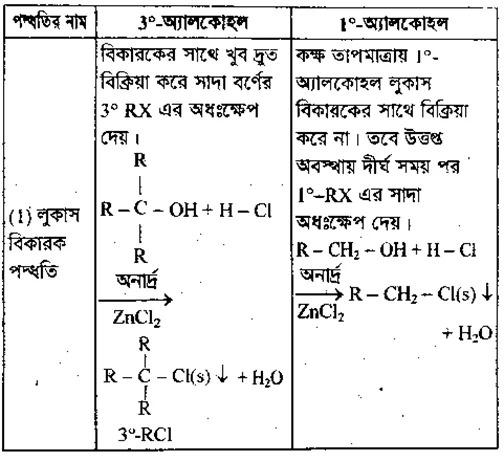 পদ্ধতির নাম
3°-অ্যালকোহল
1°-অ্যালকোহল
(1) লুকাস
বিকারক
পদ্ধতি
বিকারকের সাথে খুব দ্রুত
বিক্রিয়া করে সাদা বর্ণের
3° RX এর অধঃক্ষেপ
দেয়।
R
|
R – C – OH + H – Cl
|
R
অনার্দ্র
ZnCl₂
R
|
R – C – Cl(s) ↓ + H₂O
|
R
3°-RCl
কক্ষ তাপমাত্রায় 1°-
অ্যালকোহল লুকাস
বিকারকের সাথে বিক্রিয়া
করে না। তবে উত্তপ্ত
অবস্থায় দীর্ঘ সময় পর
1°–RX এর সাদা
অধঃক্ষেপ দেয়।
R – CH₂ – OH + H – Cl
অনার্দ্র
→ R – CH₂ – Cl(s) ↓
ZnCl₂
+ H₂O